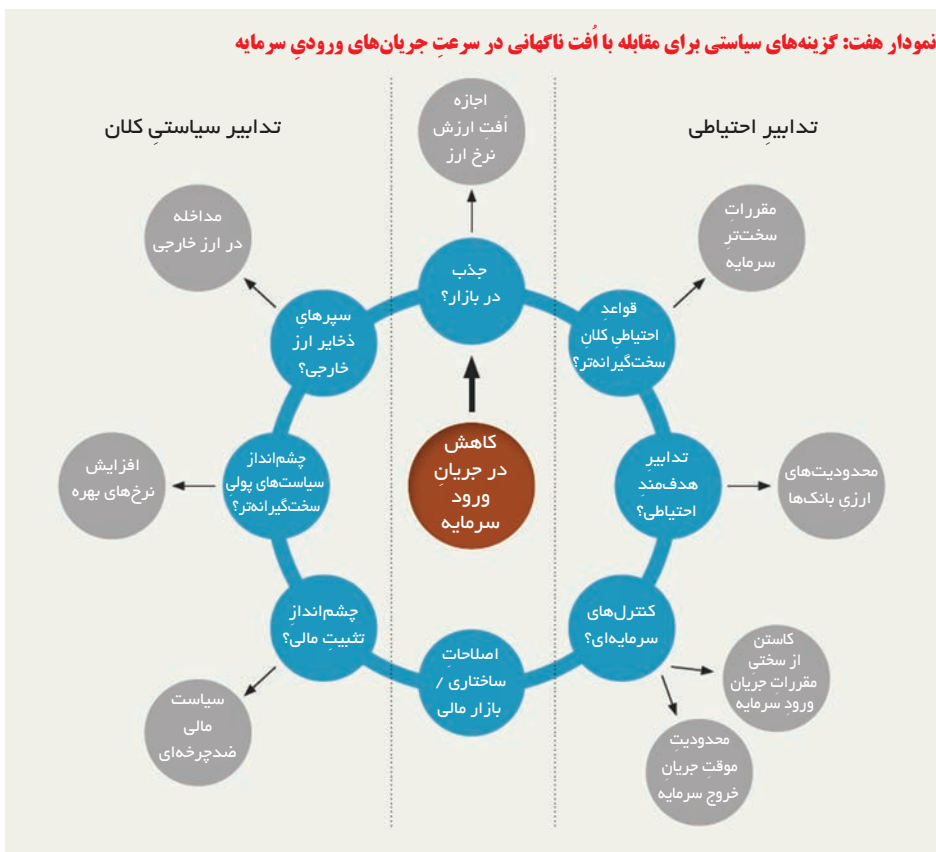 نمودار هفت: گزینه‌های سیاستی برای مقابله با اُفت ناگهانی در سرعتِ جریان‌های ورودیِ سرمایه
تدابیرِ احتیاطی
تدابیر سیاستیِ کلان
اجازه
اُفتِ ارزش
نرخ ارز
جذب
در بازار؟
مقرراتِ
سخت‌ترِ
سرمایه
قواعدِ
احتیاطیِ کلانِ
سخت‌گیرانه‌تر؟
محدودیت‌های
ارزیِ بانک‌ها
تدابیرِ
هدف‌مندِ
احتیاطی؟
کنترل‌های
سرمایه‌ای؟
کاستن
از سختیِ
مقرراتِ جریان
ورودِ سرمایه
محدودیتِ
موقتِ جریانِ
خروج سرمایه
اصلاحاتِ
ساختاری /
بازار مالی
چشم‌اندازِ
تثبیتِ مالی؟
سیاست
مالی
ضدچرخه‌ای
چشم‌انداز
سیاست‌های پولیِ
سخت‌گیرانه‌تر؟
افزایش
نرخ‌های بهره
سپرهایِ
ذخایر ارز
خارجی؟
مداخله
در ارز خارجی
کاهش
در جریانِ
ورود
سرمایه